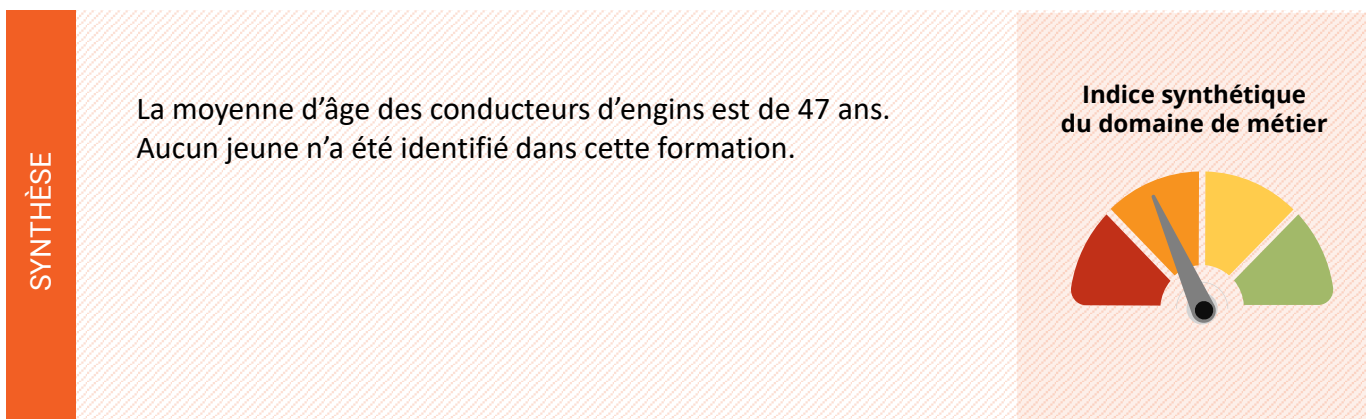 SYNTHÈSE
La moyenne d'âge des conducteurs d'engins est de 47 ans.
Aucun jeune n'a été identifié dans cette formation.
Indice synthétique
du domaine de métier